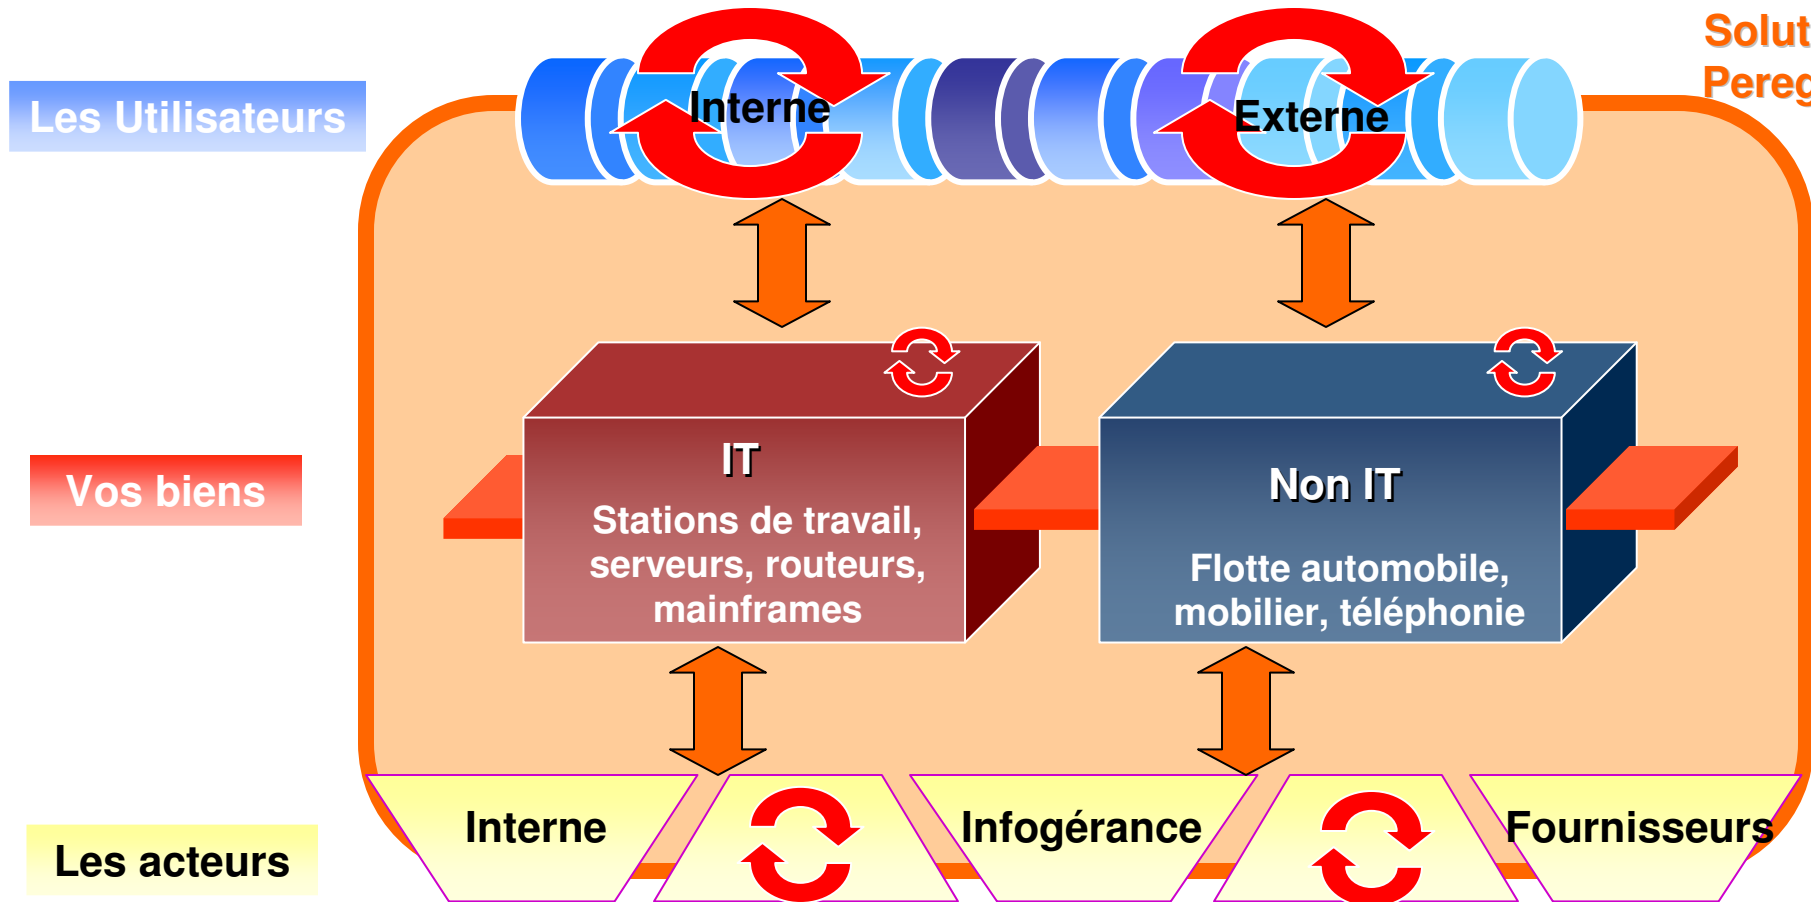 Les Utilisateurs
Interne
Externe
Vos biens
IT
Stations de travail,
serveurs, routeurs,
mainframes
Non IT
Flotte automobile,
mobilier, téléphonie
Les acteurs
Interne
Infogérance
Fournisseurs